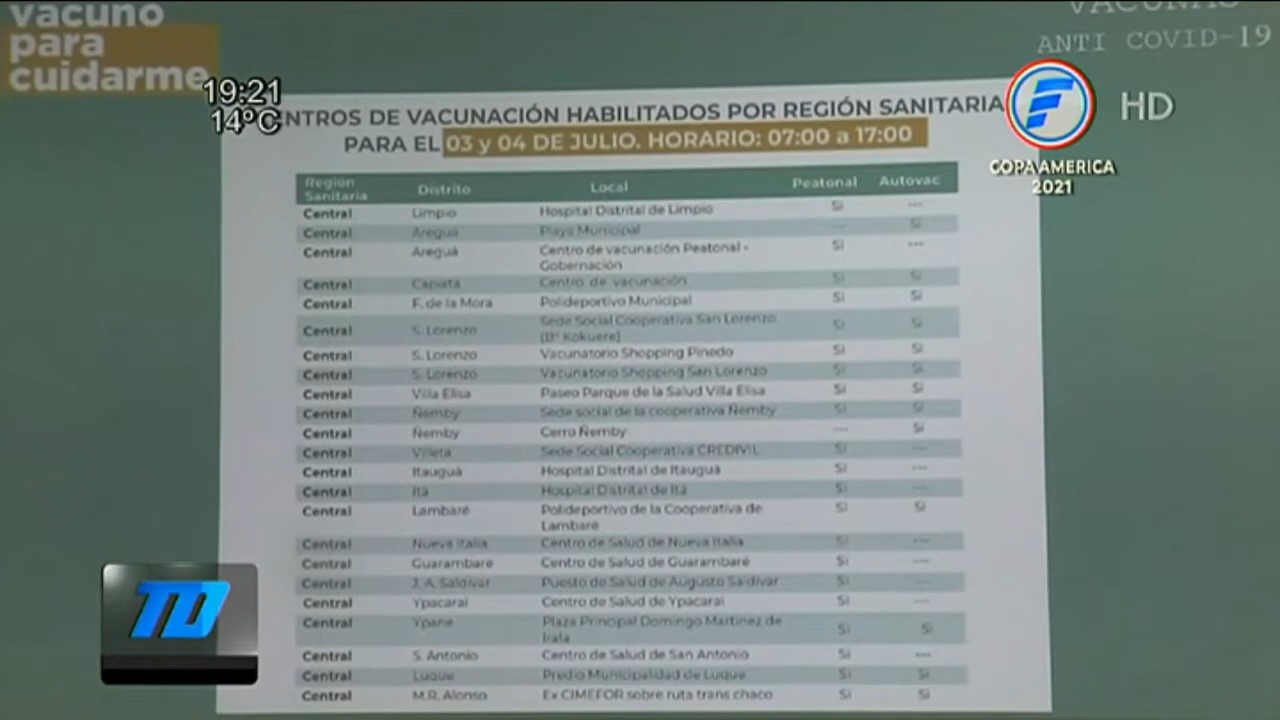 vacuno
para
cuidarme
VACUNAS
ANTI COVID-19
19:21
14°C
HD
COPA AMERICA
2021
ENTROS DE VACUNACIÓN HABILITADOS POR REGIÓN SANITARIA
PARA EL 03 y 04 DE JULIO. HORARIO: 07:00 a 17:00
Región Sanitaria Distrito Local Peatonal Autovac
Central Limpio Hospital Distrital de Limpio Si ---
Central Areguá Playa Municipal --- Si
Central Areguá Centro de vacunación Peatonal -
Gobernación Si ---
Central Capiatá Centro de vacunación Si Si
Central F. de la Mora Polideportivo Municipal Si Si
Central S. Lorenzo Sede Social Cooperativa San Lorenzo
(Bº Kokuere) Si Si
Central S. Lorenzo Vacunatorio Shopping Pinedo Si Si
Central S. Lorenzo Vacunatorio Shopping San Lorenzo Si Si
Central Villa Elisa Paseo Parque de la Salud Villa Elisa Si Si
Central Ñemby Sede social de la cooperativa Ñemby Si Si
Central Ñemby Cerro Ñemby --- Si
Central Villeta Sede Social Cooperativa CREDIVIL Si ---
Central Itauguá Hospital Distrital de Itauguá Si ---
Central Itá Hospital Distrital de Itá Si ---
Central Lambaré Polideportivo de la Cooperativa de
Lambaré Si Si
Central Nueva Italia Centro de Salud de Nueva Italia Si ---
Central Guarambaré Centro de Salud de Guarambaré Si ---
Central J. A. Saldivar Puesto de Salud de Augusto Saldívar Si ---
Central Ypacaraí Centro de Salud de Ypacaraí Si ---
Central Ypané Plaza Principal Domingo Martínez de
Irala Si Si
Central S. Antonio Centro de Salud de San Antonio Si ---
Central Luque Predio Municipalidad de Luque Si Si
Central M.R. Alonso Ex CIMEFOR sobre ruta trans chaco Si Si
TD